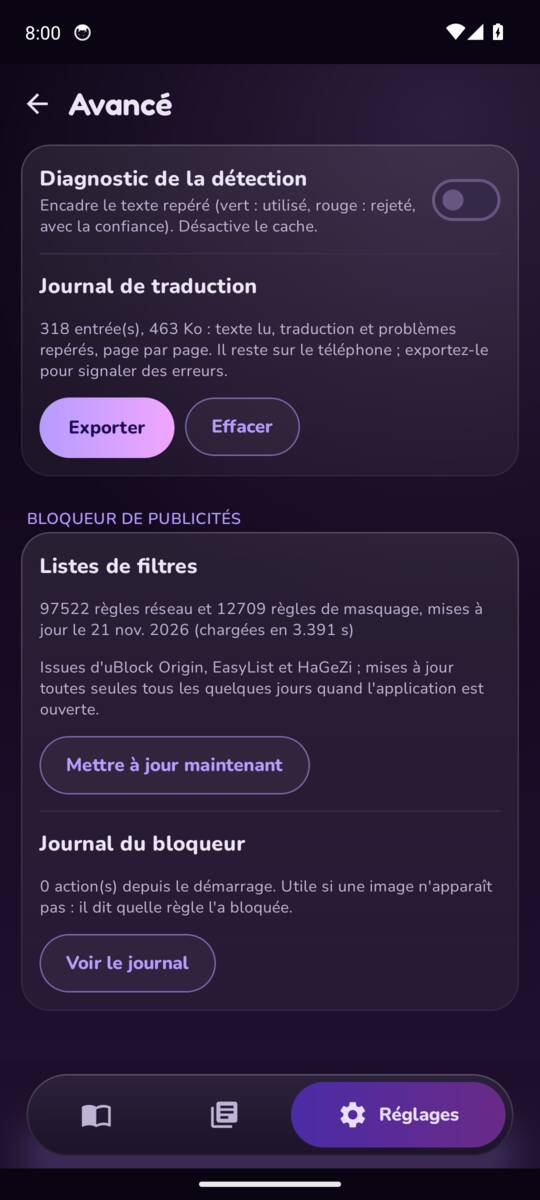 8:00
Avancé
Diagnostic de la détection
Encadre le texte repéré (vert : utilisé, rouge : rejeté,
avec la confiance). Désactive le cache.
Journal de traduction
318 entrée(s), 463 Ko : texte lu, traduction et problèmes
repérés, page par page. Il reste sur le téléphone ; exportez-le
pour signaler des erreurs.
Exporter
Effacer
BLOQUEUR DE PUBLICITÉS
Listes de filtres
97522 règles réseau et 12709 règles de masquage, mises à
jour le 21 nov. 2026 (chargées en 3.391 s)
Issues d'uBlock Origin, EasyList et HaGeZi ; mises à jour
toutes seules tous les quelques jours quand l'application est
ouverte.
Mettre à jour maintenant
Journal du bloqueur
0 action(s) depuis le démarrage. Utile si une image n'apparaît
pas : il dit quelle règle l'a bloquée.
Voir le journal
Réglages